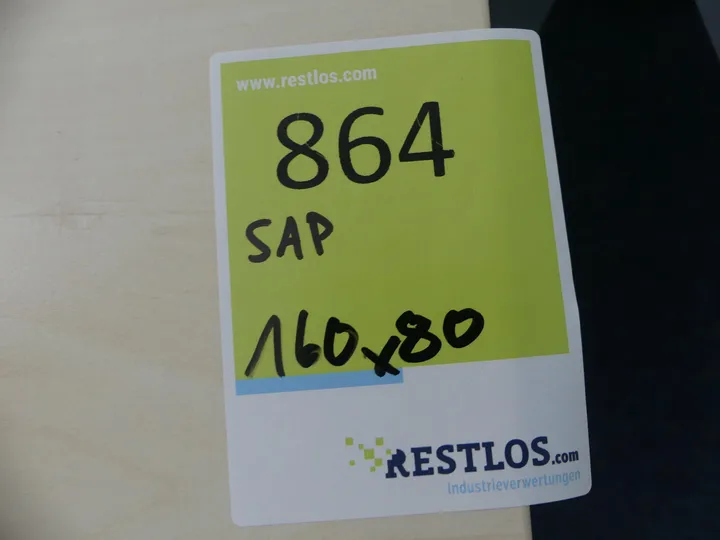 www.restlos.com
864
SAP
160x80
RESTLOS.com
Industrieverwertungen